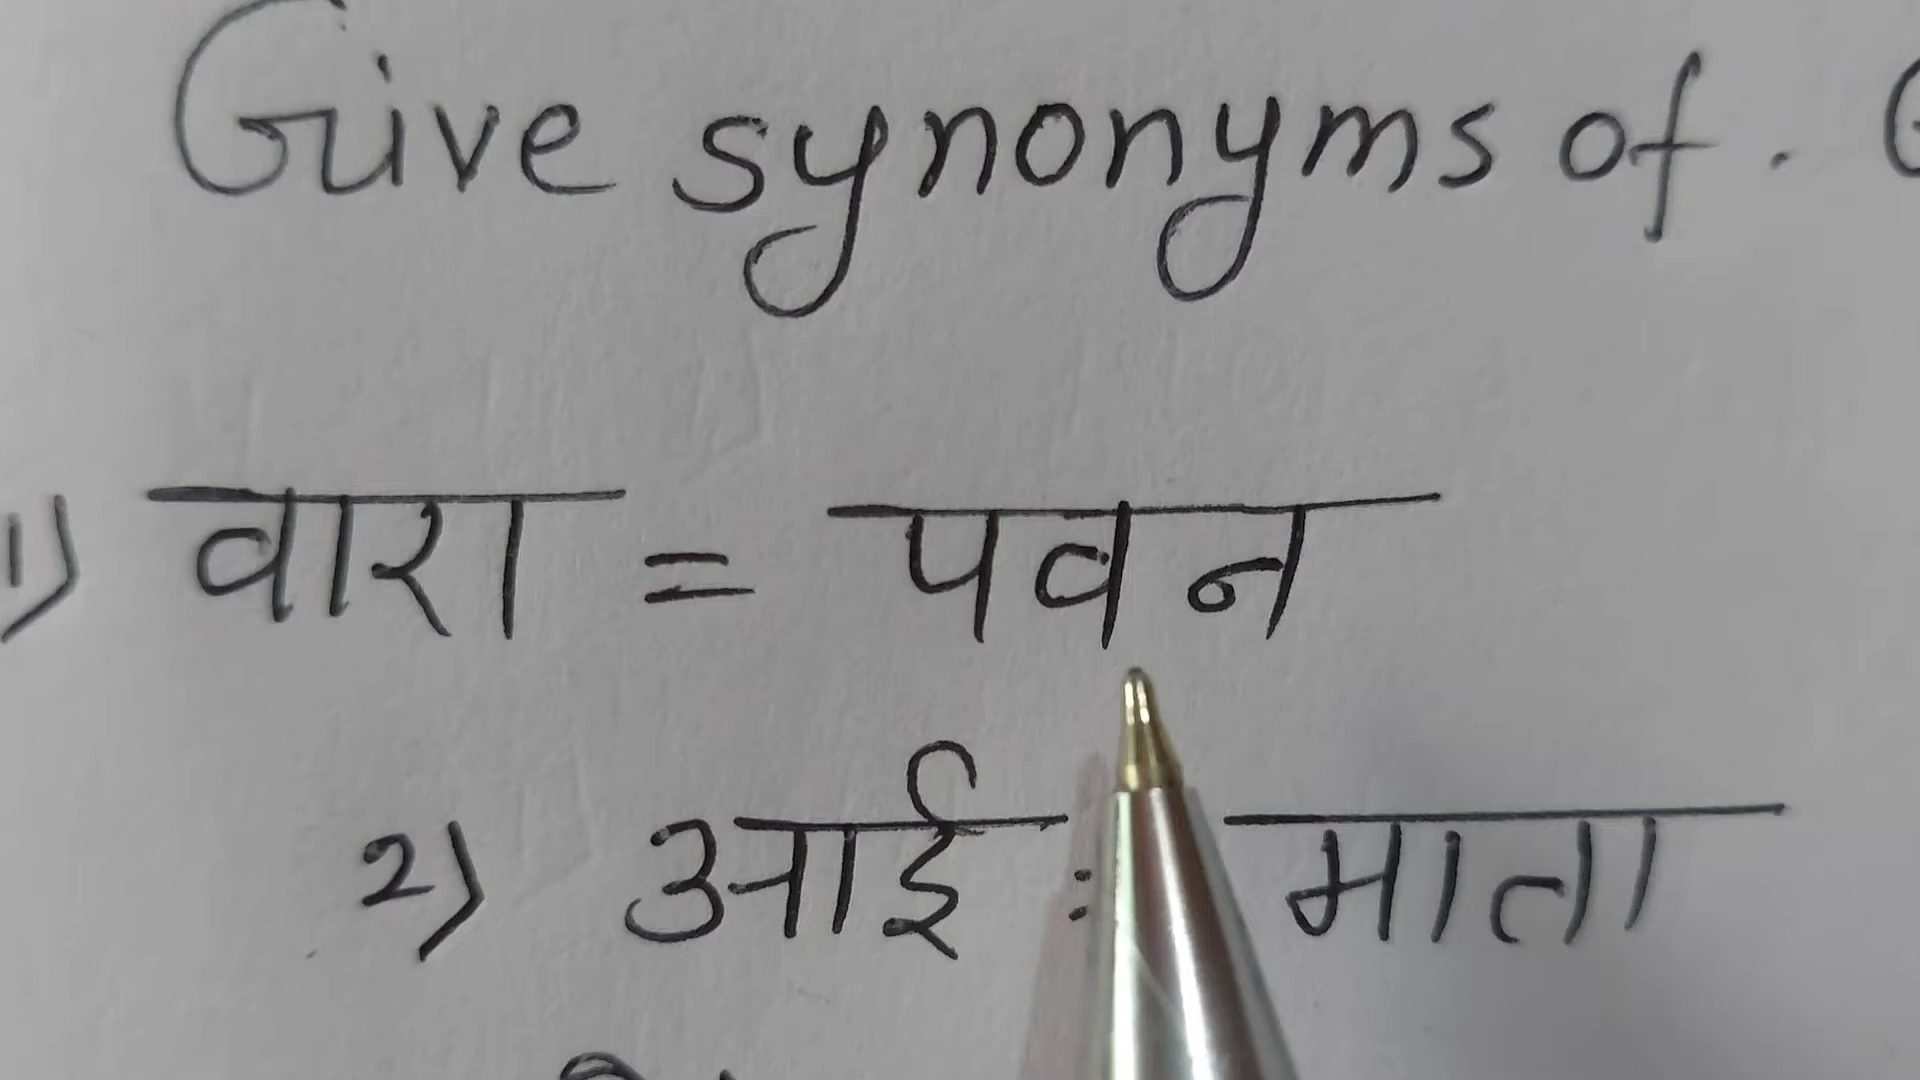 Give synonyms of .
1) वारा = पवन
2) आई = माता